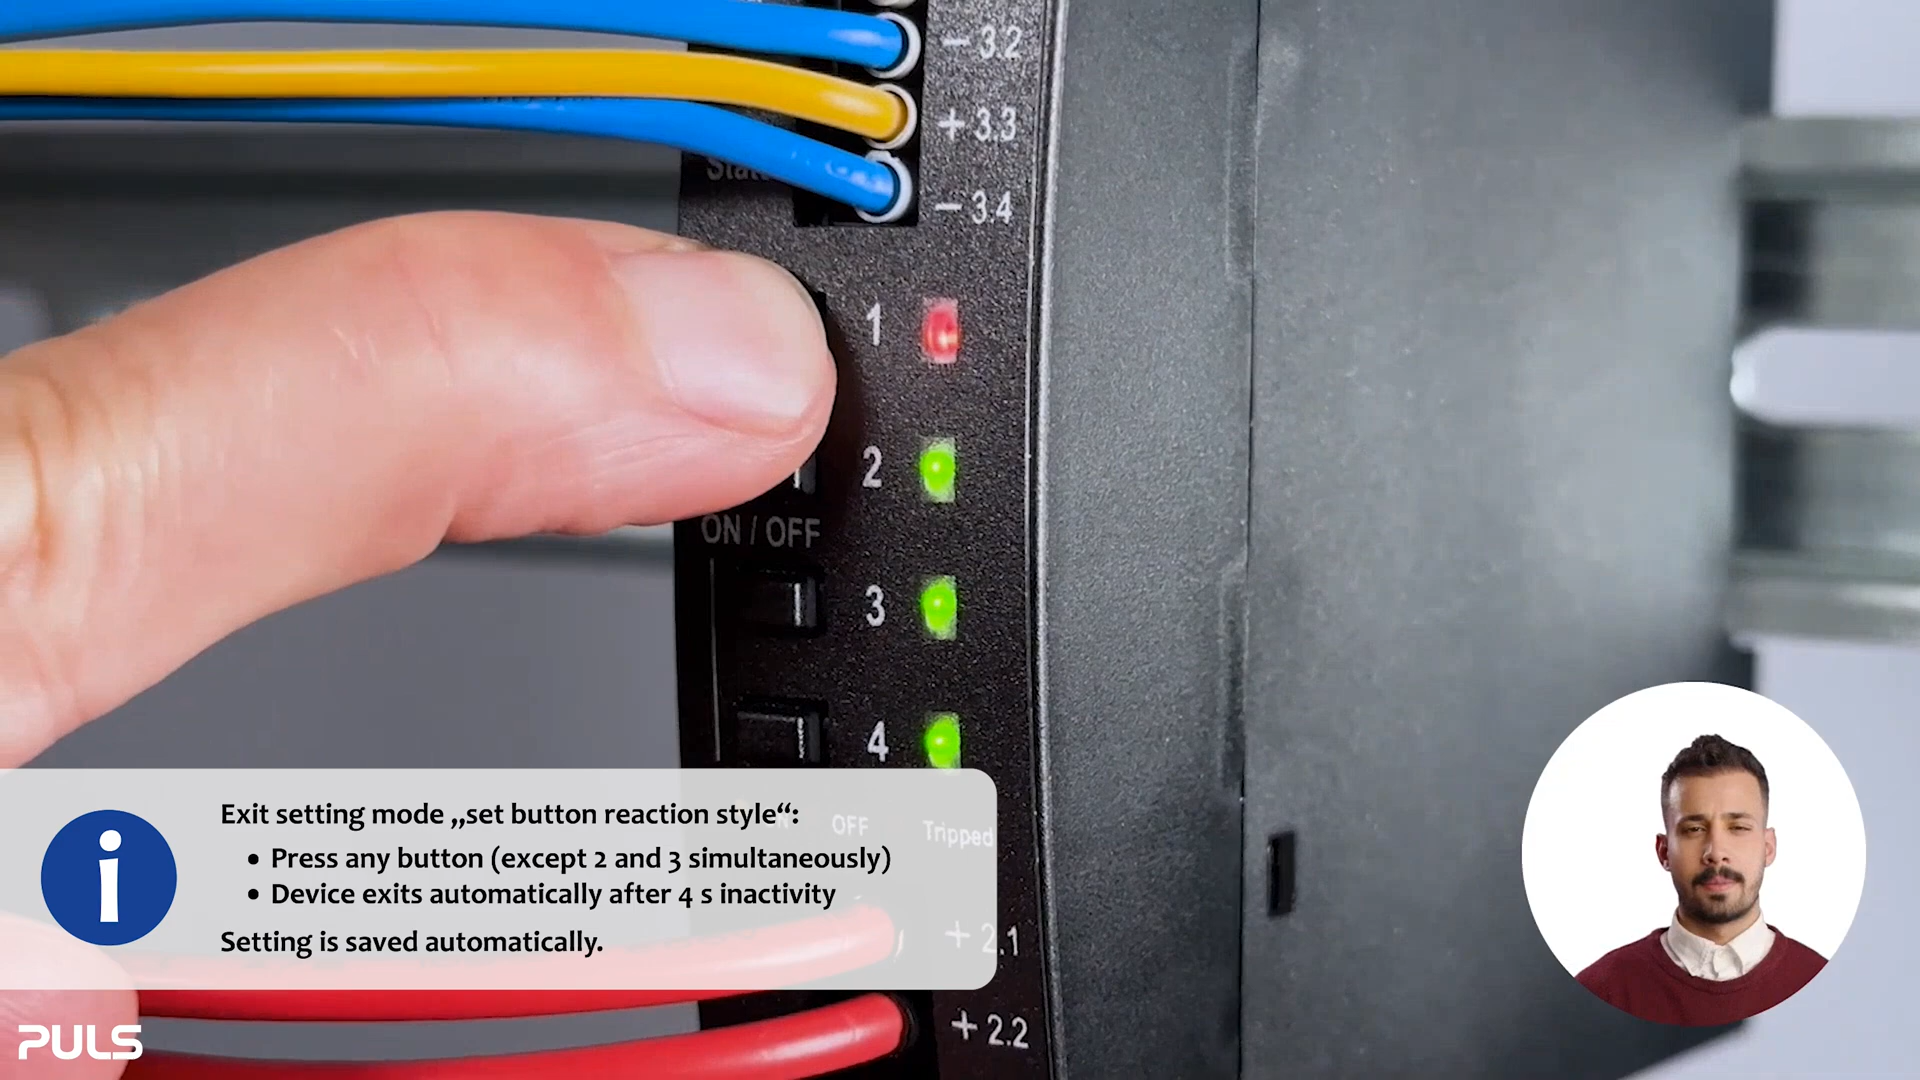 − 3.2
+ 3.3
− 3.4
1
2
ON / OFF
3
4
OFF
Tripped
Exit setting mode „set button reaction style“:
• Press any button (except 2 and 3 simultaneously)
• Device exits automatically after 4 s inactivity
Setting is saved automatically.
+ 2.1
+ 2.2
PULS